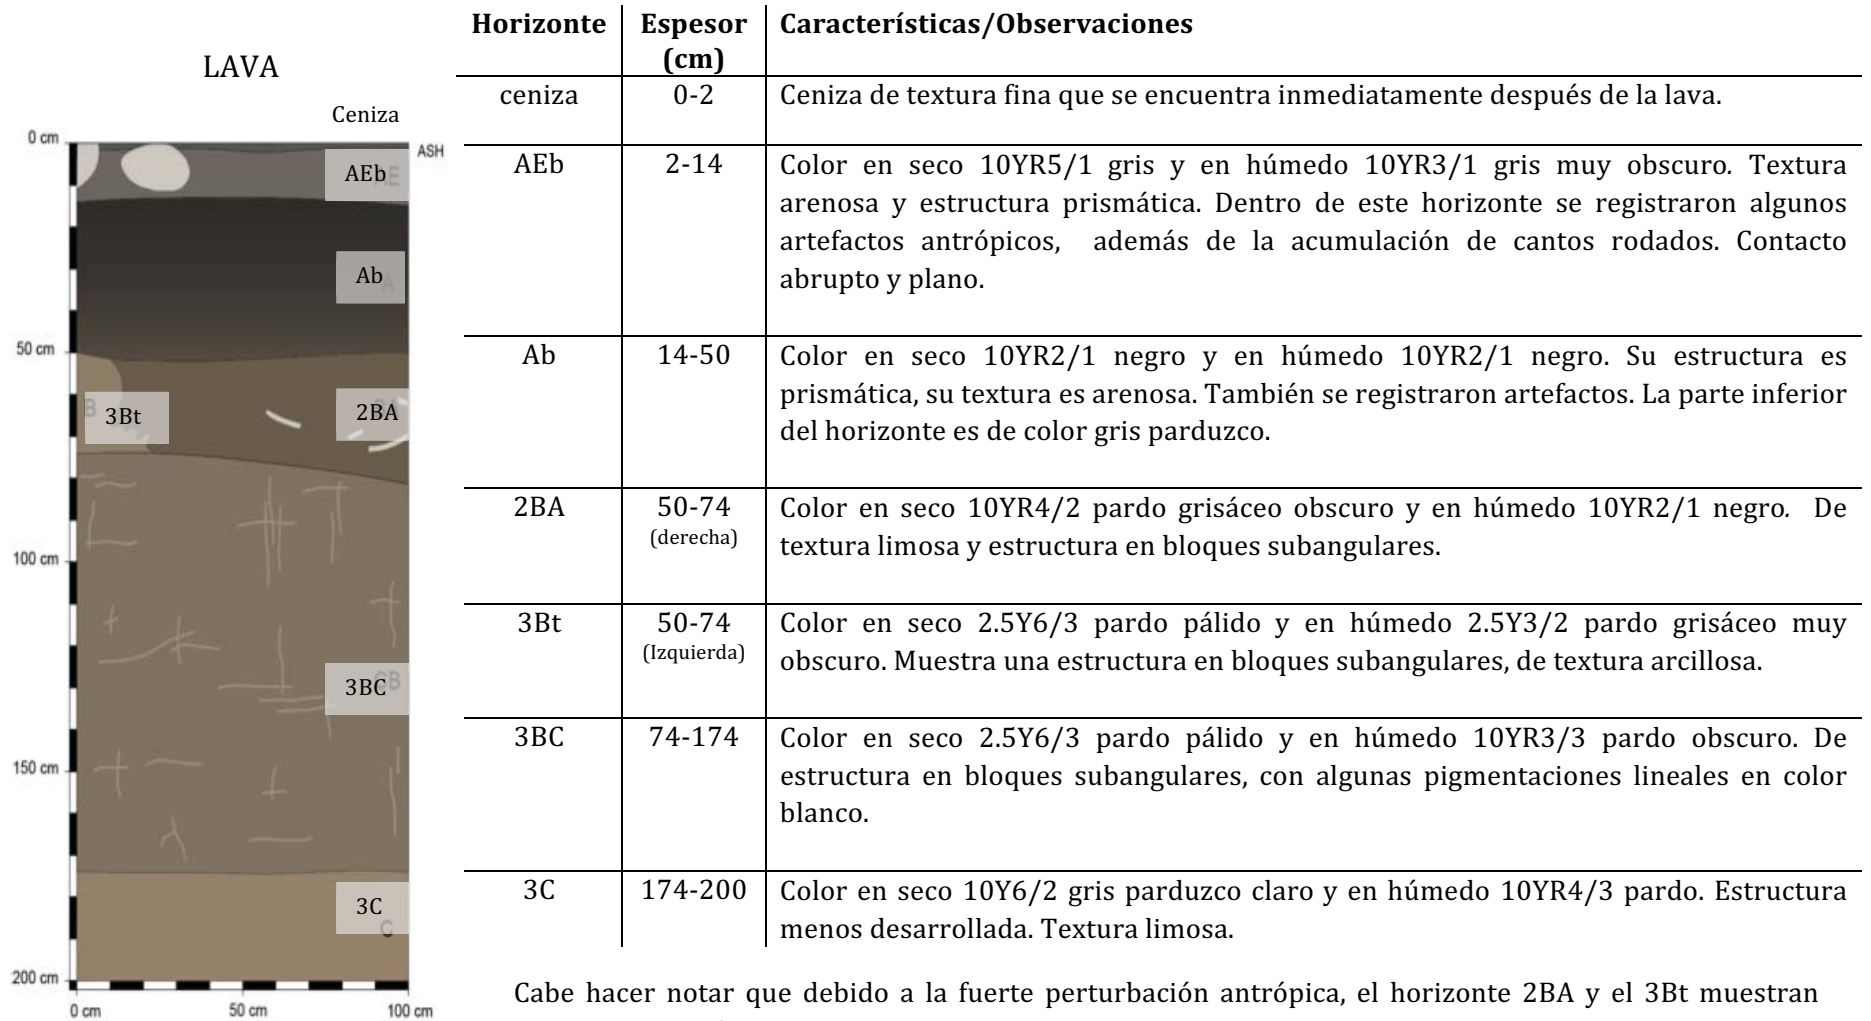 LAVA
Ceniza
0 cm
ASH
AEb
Ab
50 cm
3Bt
2BA
100 cm
3BC
150 cm
3C
C
200 cm
0 cm
50 cm
100 cm
Horizonte Espesor (cm) Características/Observaciones
ceniza 0-2 Ceniza de textura fina que se encuentra inmediatamente después de la lava.
AEb 2-14 Color en seco 10YR5/1 gris y en húmedo 10YR3/1 gris muy obscuro. Textura
arenosa y estructura prismática. Dentro de este horizonte se registraron algunos
artefactos antrópicos, además de la acumulación de cantos rodados. Contacto
abrupto y plano.
Ab 14-50 Color en seco 10YR2/1 negro y en húmedo 10YR2/1 negro. Su estructura es
prismática, su textura es arenosa. También se registraron artefactos. La parte inferior
del horizonte es de color gris parduzco.
2BA 50-74 Color en seco 10YR4/2 pardo grisáceo obscuro y en húmedo 10YR2/1 negro. De
(derecha) textura limosa y estructura en bloques subangulares.
3Bt 50-74 Color en seco 2.5Y6/3 pardo pálido y en húmedo 2.5Y3/2 pardo grisáceo muy
(Izquierda) obscuro. Muestra una estructura en bloques subangulares, de textura arcillosa.
3BC 74-174 Color en seco 2.5Y6/3 pardo pálido y en húmedo 10YR3/3 pardo obscuro. De
estructura en bloques subangulares, con algunas pigmentaciones lineales en color
blanco.
3C 174-200 Color en seco 10Y6/2 gris parduzco claro y en húmedo 10YR4/3 pardo. Estructura
menos desarrollada. Textura limosa.
Cabe hacer notar que debido a la fuerte perturbación antrópica, el horizonte 2BA y el 3Bt muestran